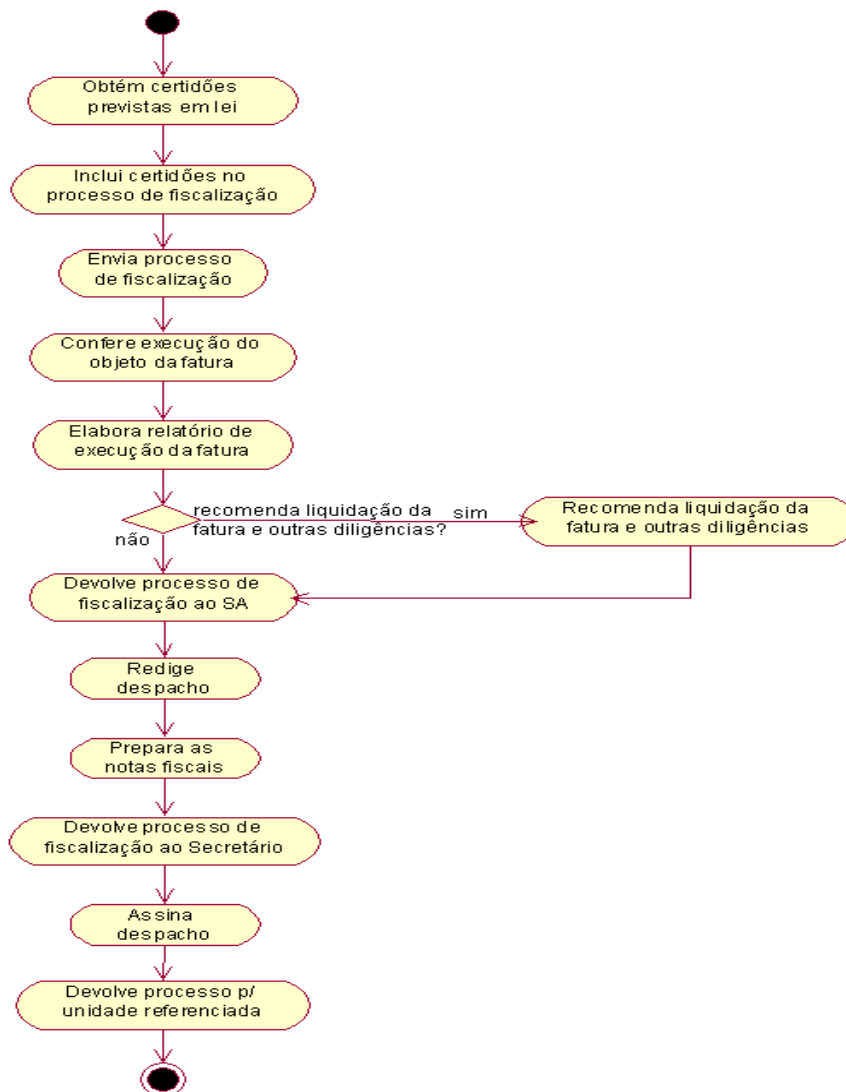 Obtém certidões
previstas em lei
Inclui certidões no
processo de fiscalização
Envia processo
de fiscalização
Confere execução do
objeto da fatura
Elabora relatório de
execução da fatura
recomenda liquidação da
fatura e outras diligências?
sim
não
Recomenda liquidação da
fatura e outras diligências
Devolve processo de
fiscalização ao SA
Redige
despacho
Prepara as
notas fiscais
Devolve processo de
fiscalização ao Secretário
Assina
despacho
Devolve processo p/
unidade referenciada